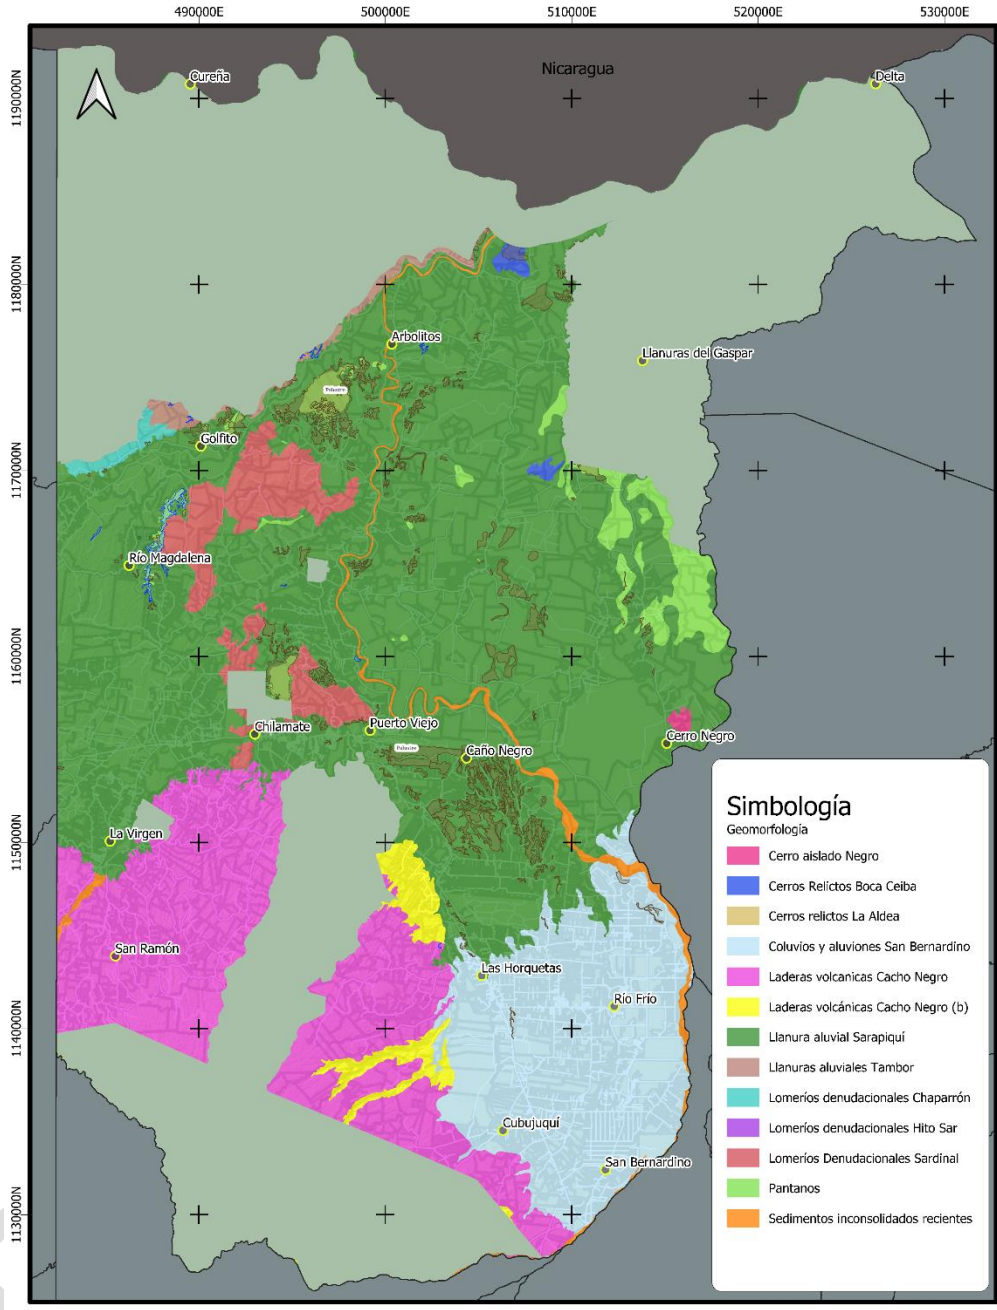 490000E 500000E 510000E 520000E 530000E
1190000N
1180000N
1170000N
1160000N
1150000N
1140000N
1130000N
Nicaragua
Cureña
Delta
Arbolitos
Llanuras del Gaspar
Palustre
Golfito
Río Magdalena
Chilamate
Puerto Viejo
Cerro Negro
Palustre
Caño Negro
La Virgen
San Ramón
Las Horquetas
Río Frío
Cubujuquí
San Bernardino
Simbología
Geomorfología
Cerro aislado Negro
Cerros Relictos Boca Ceiba
Cerros relictos La Aldea
Coluvios y aluviones San Bernardino
Laderas volcanicas Cacho Negro
Laderas volcánicas Cacho Negro (b)
Llanura aluvial Sarapiquí
Llanuras aluviales Tambor
Lomeríos denudacionales Chaparrón
Lomeríos denudacionales Hito Sar
Lomeríos Denudacionales Sardinal
Pantanos
Sedimentos inconsolidados recientes